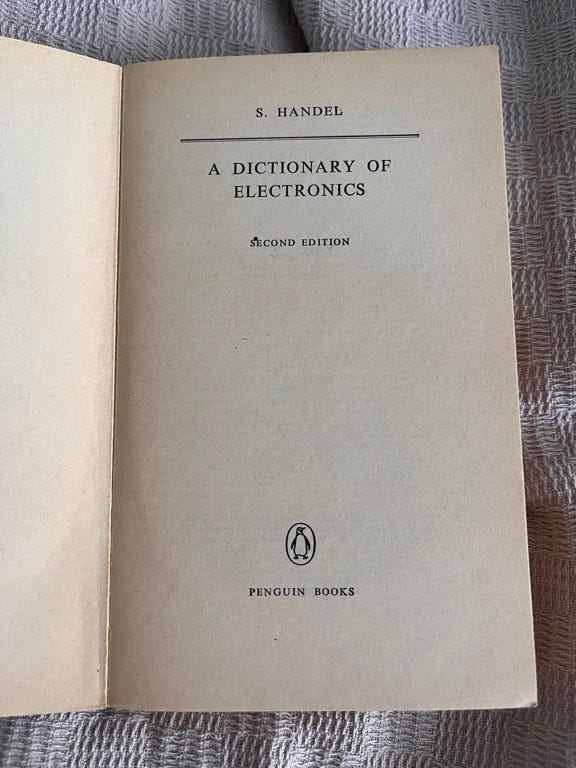 S. HANDEL
A DICTIONARY OF
ELECTRONICS
SECOND EDITION
PENGUIN BOOKS